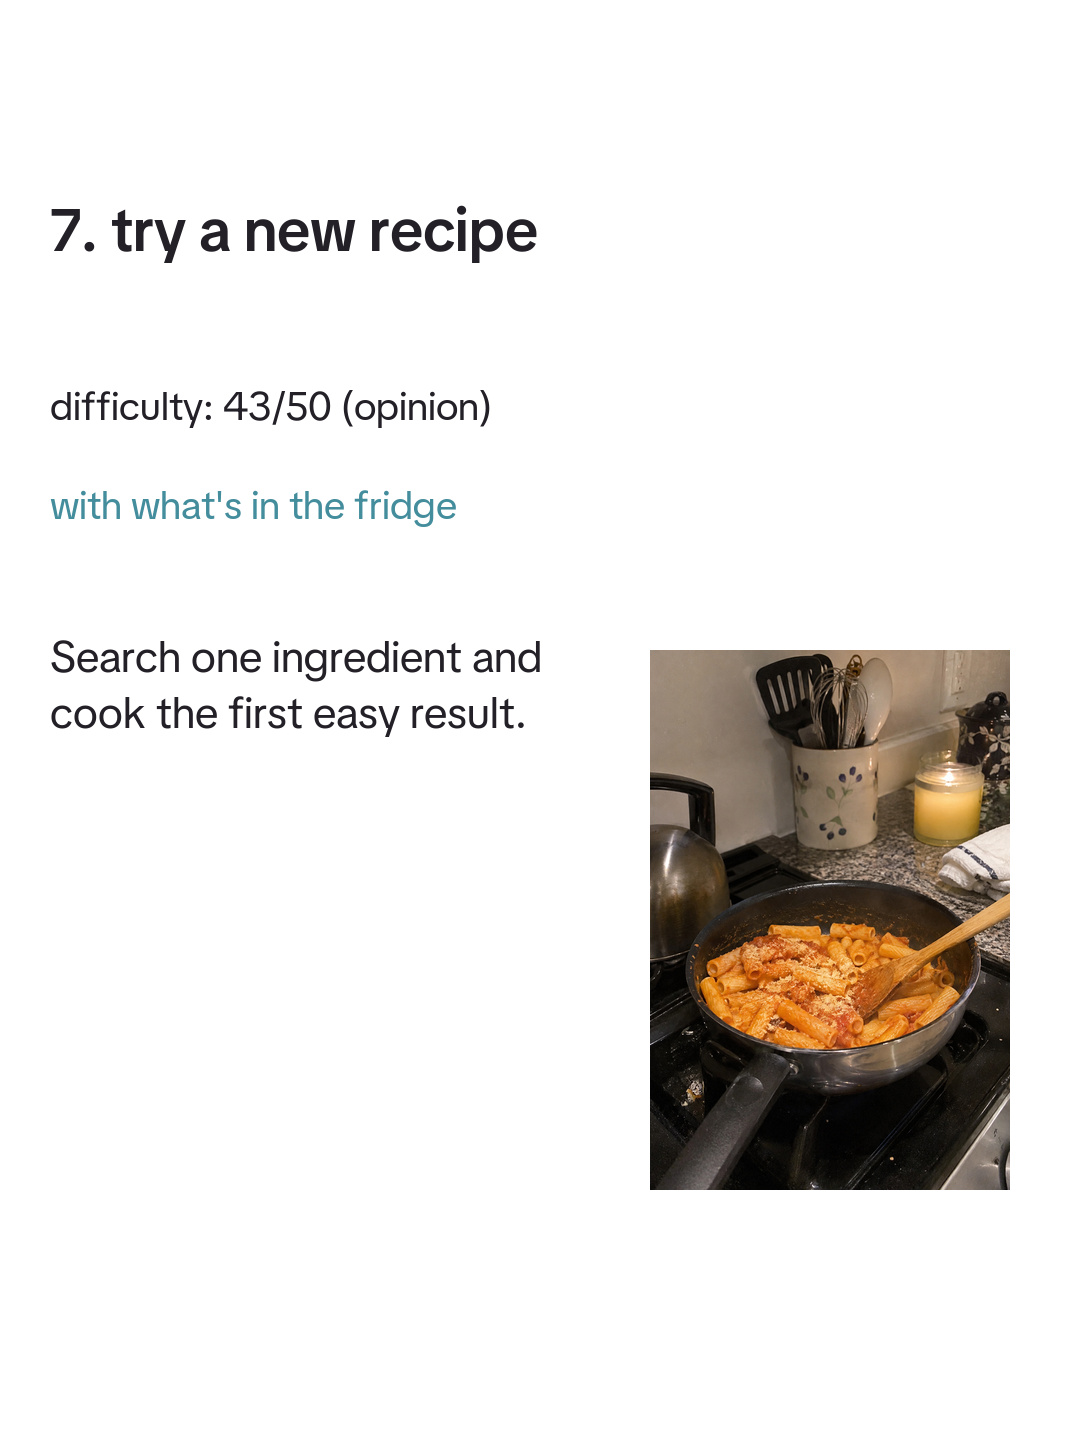 7. try a new recipe
difficulty: 43/50 (opinion)
with what's in the fridge
Search one ingredient and
cook the first easy result.